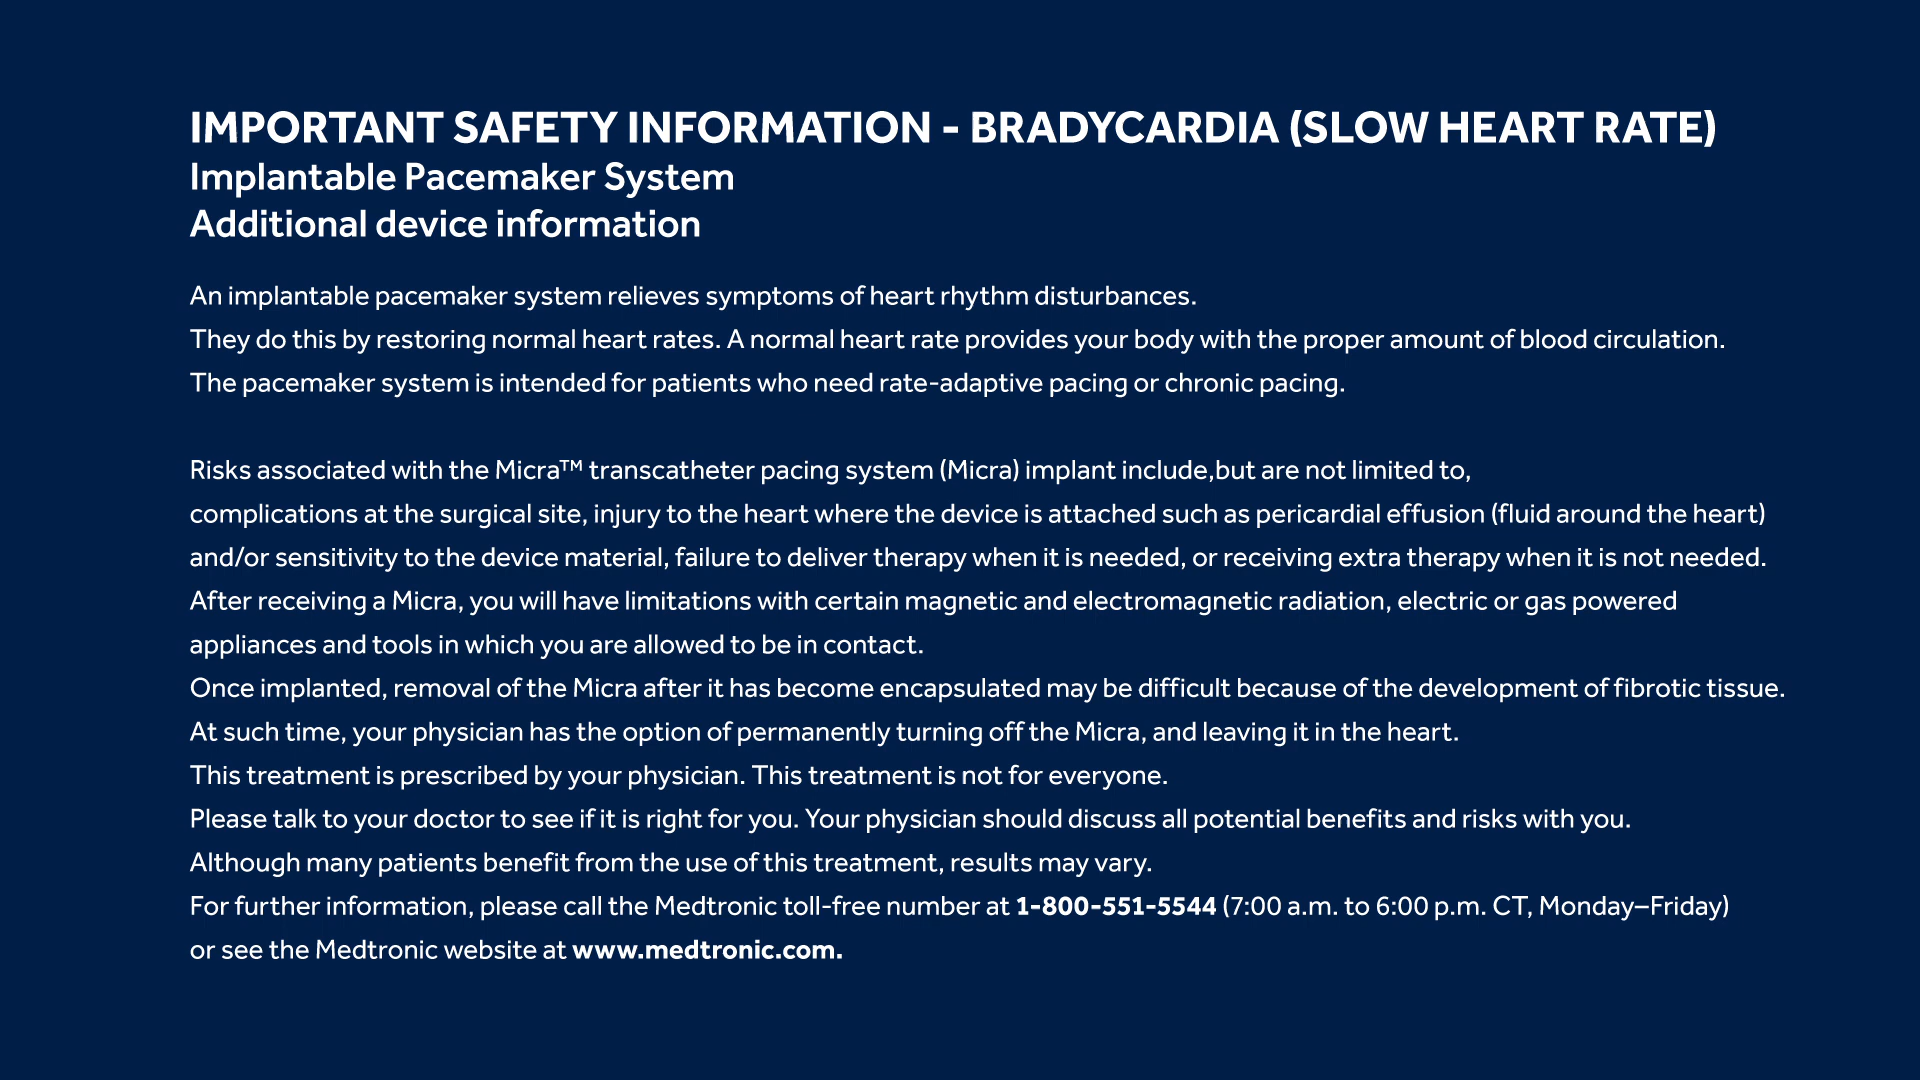 IMPORTANT SAFETY INFORMATION - BRADYCARDIA (SLOW HEART RATE)
Implantable Pacemaker System
Additional device information
An implantable pacemaker system relieves symptoms of heart rhythm disturbances.
They do this by restoring normal heart rates. A normal heart rate provides your body with the proper amount of blood circulation.
The pacemaker system is intended for patients who need rate-adaptive pacing or chronic pacing.
Risks associated with the Micra™ transcatheter pacing system (Micra) implant include,but are not limited to,
complications at the surgical site, injury to the heart where the device is attached such as pericardial effusion (fluid around the heart)
and/or sensitivity to the device material, failure to deliver therapy when it is needed, or receiving extra therapy when it is not needed.
After receiving a Micra, you will have limitations with certain magnetic and electromagnetic radiation, electric or gas powered
appliances and tools in which you are allowed to be in contact.
Once implanted, removal of the Micra after it has become encapsulated may be difficult because of the development of fibrotic tissue.
At such time, your physician has the option of permanently turning off the Micra, and leaving it in the heart.
This treatment is prescribed by your physician. This treatment is not for everyone.
Please talk to your doctor to see if it is right for you. Your physician should discuss all potential benefits and risks with you.
Although many patients benefit from the use of this treatment, results may vary.
For further information, please call the Medtronic toll-free number at 1-800-551-5544 (7:00 a.m. to 6:00 p.m. CT, Monday–Friday)
or see the Medtronic website at www.medtronic.com.